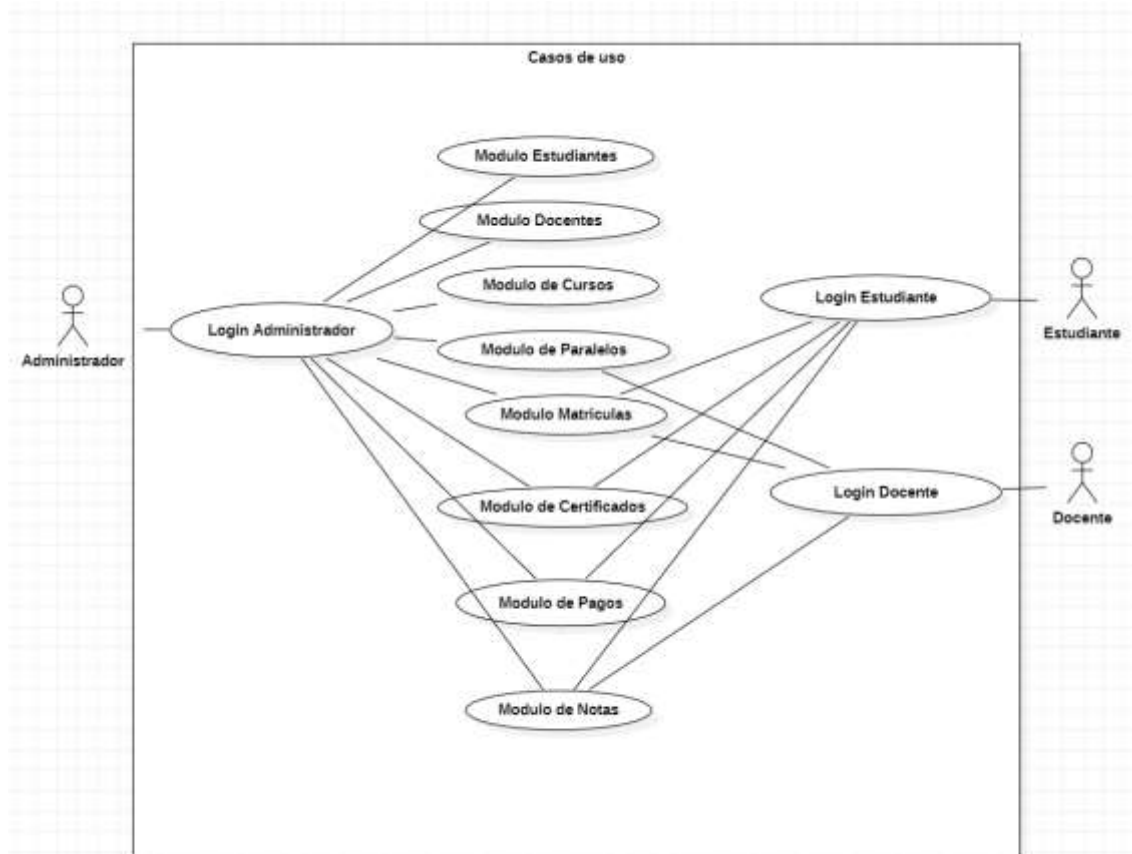 Casos de uso
Modulo Estudiantes
Modulo Docentes
Modulo de Cursos
Login Estudiante
Login Administrador
Estudiante
Modulo de Paralelos
Administrador
Modulo Matriculas
Login Docente
Modulo de Certificados
Docente
Modulo de Pagos
Modulo de Notas